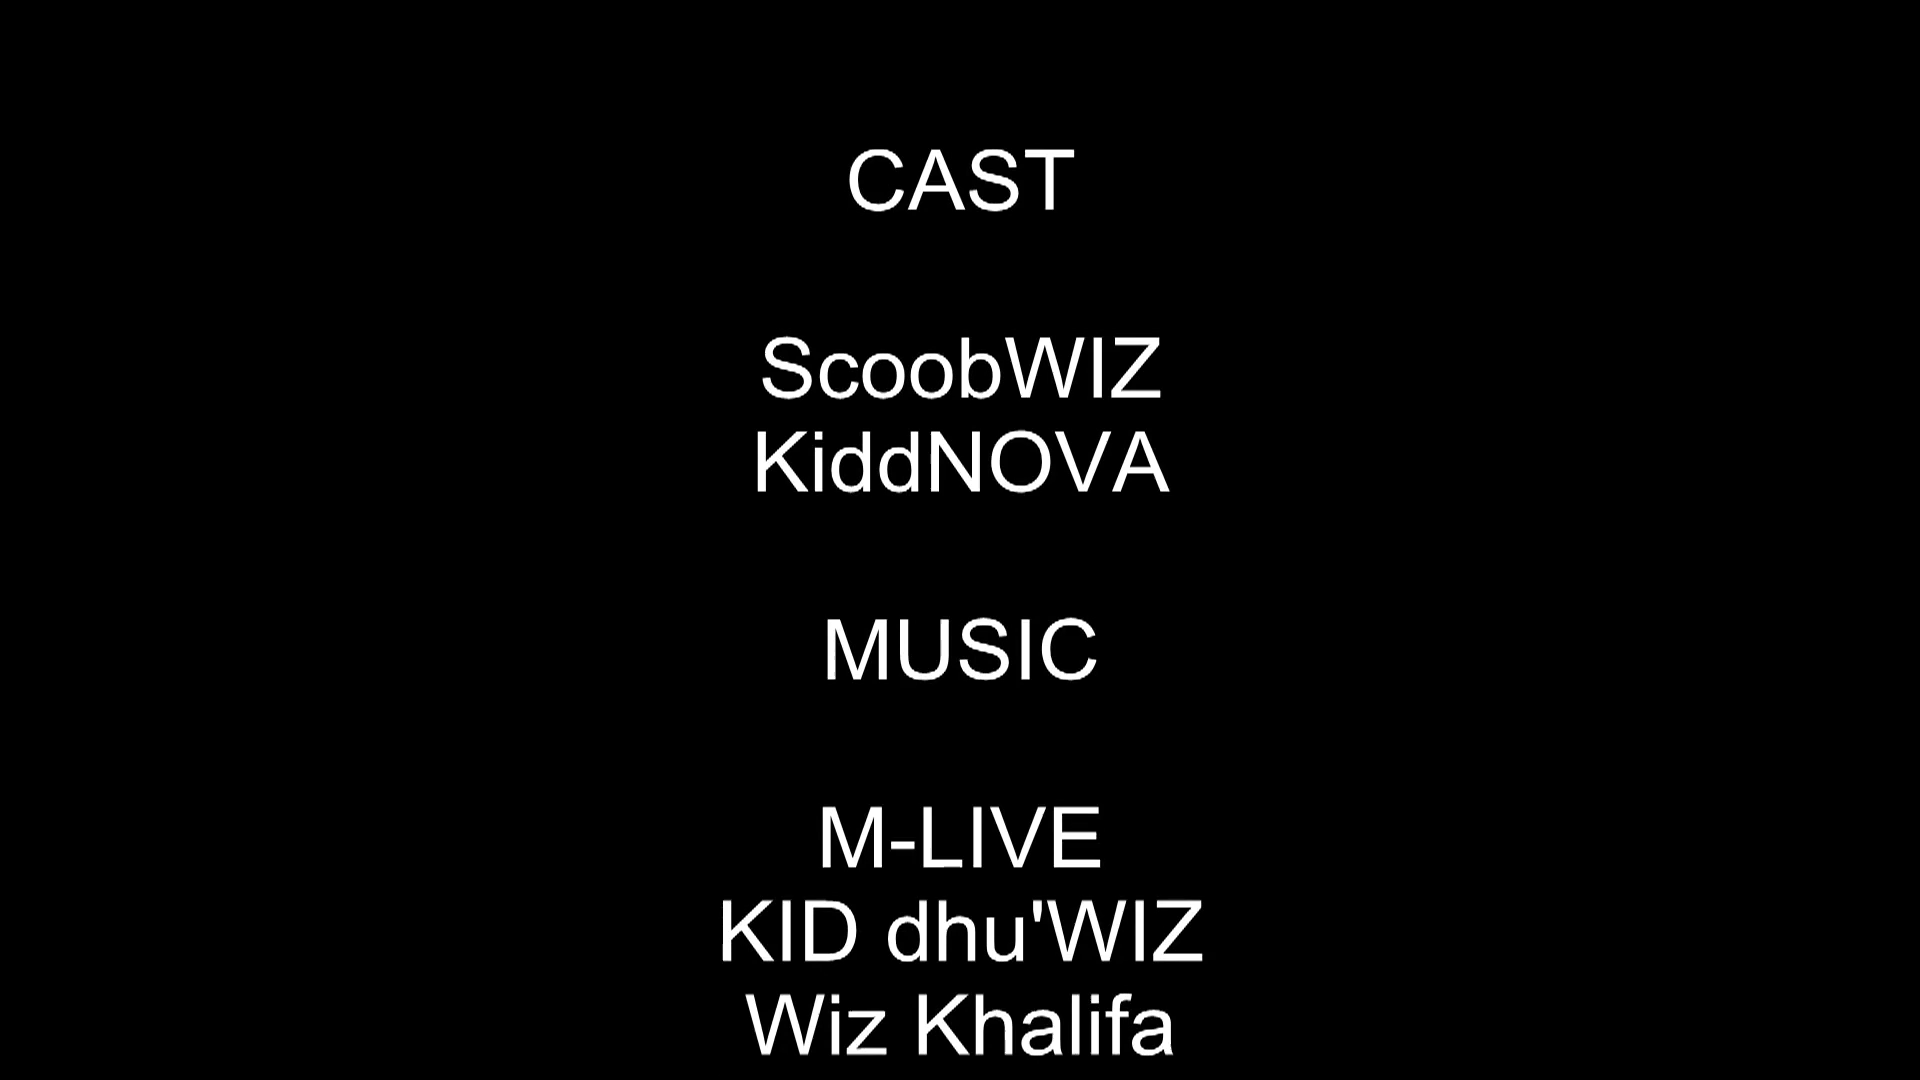 CAST
ScoobWIZ
KiddNOVA
MUSIC
M-LIVE
KID dhu'WIZ
Wiz Khalifa